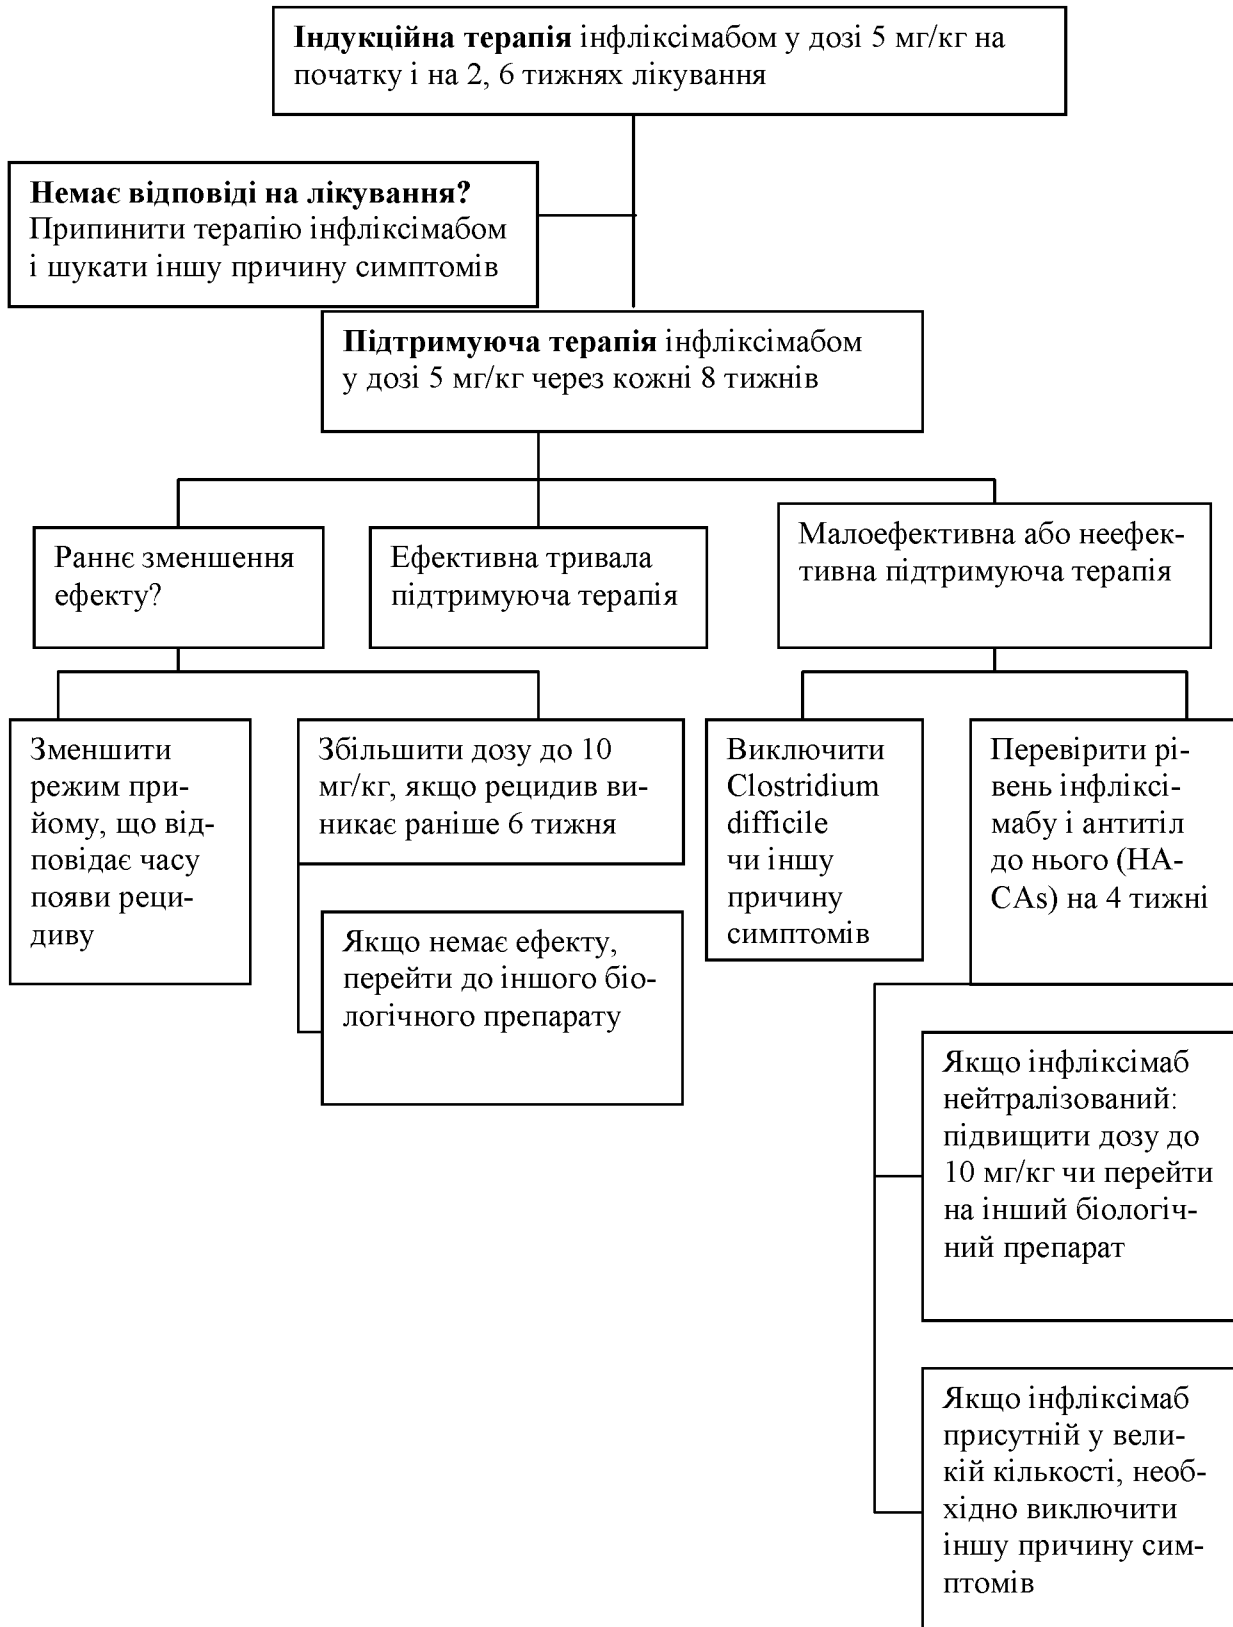 Індукційна терапія інфліксімабом у дозі 5 мг/кг на
початку і на 2, 6 тижнях лікування
Немає відповіді на лікування?
Припинити терапію інфліксімабом
і шукати іншу причину симптомів
Підтримуюча терапія інфліксімабом
у дозі 5 мг/кг через кожні 8 тижнів
Раннє зменшення
ефекту?
Ефективна тривала
підтримуюча терапія
Малоефективна або неефек-
тивна підтримуюча терапія
Зменшити
режим при-
йому, що від-
повідає часу
появи реци-
диву
Збільшити дозу до 10
мг/кг, якщо рецидив ви-
никає раніше 6 тижня
Якщо немає ефекту,
перейти до іншого біо-
логічного препарату
Виключити
Clostridium
difficile
чи іншу
причину
симптомів
Перевірити рі-
вень інфліксі-
мабу і антитіл
до нього (HA-
CAs) на 4 тижні
Якщо інфліксімаб
нейтралізований:
підвищити дозу до
10 мг/кг чи перейти
на інший біологіч-
ний препарат
Якщо інфліксімаб
присутній у вели-
кій кількості, необ-
хідно виключити
іншу причину сим-
птомів